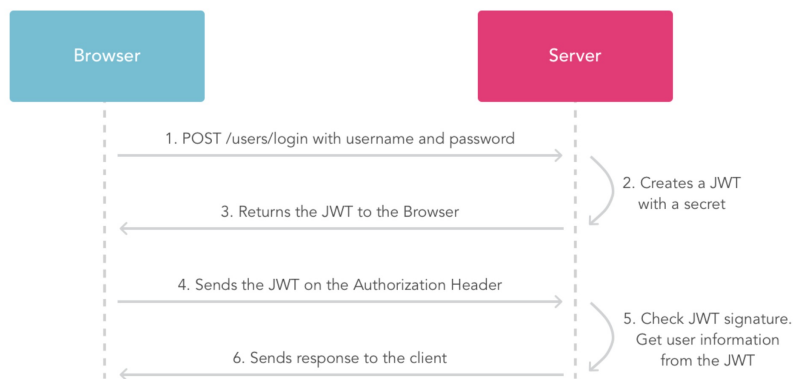 Browser
Server
1. POST /users/login with username and password
2. Creates a JWT
with a secret
3. Returns the JWT to the Browser
4. Sends the JWT on the Authorization Header
5. Check JWT signature.
Get user information
from the JWT
6. Sends response to the client